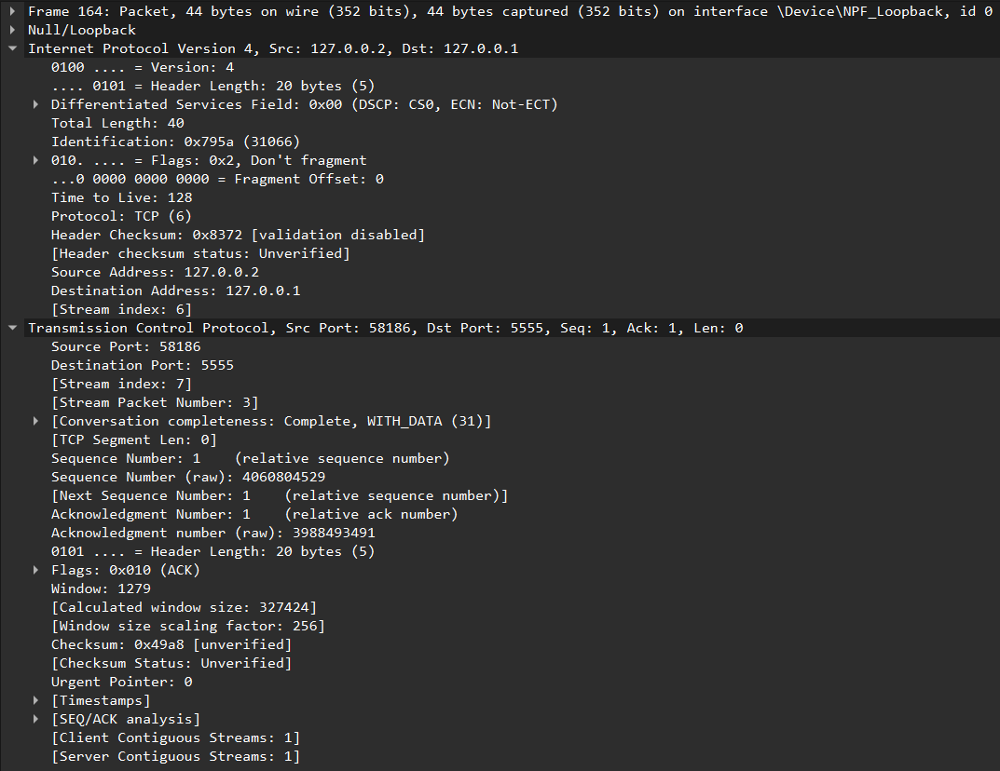 Frame 164: Packet, 44 bytes on wire (352 bits), 44 bytes captured (352 bits) on interface \Device\NPF_Loopback, id 0
Null/Loopback
Internet Protocol Version 4, Src: 127.0.0.2, Dst: 127.0.0.1
0100 .... = Version: 4
.... 0101 = Header Length: 20 bytes (5)
Differentiated Services Field: 0x00 (DSCP: CS0, ECN: Not-ECT)
Total Length: 40
Identification: 0x795a (31066)
010. .... = Flags: 0x2, Don't fragment
...0 0000 0000 0000 = Fragment Offset: 0
Time to Live: 128
Protocol: TCP (6)
Header Checksum: 0x8372 [validation disabled]
[Header checksum status: Unverified]
Source Address: 127.0.0.2
Destination Address: 127.0.0.1
[Stream index: 6]
Transmission Control Protocol, Src Port: 58186, Dst Port: 5555, Seq: 1, Ack: 1, Len: 0
Source Port: 58186
Destination Port: 5555
[Stream index: 7]
[Stream Packet Number: 3]
[Conversation completeness: Complete, WITH_DATA (31)]
[TCP Segment Len: 0]
Sequence Number: 1    (relative sequence number)
Sequence Number (raw): 4060804529
[Next Sequence Number: 1    (relative sequence number)]
Acknowledgment Number: 1    (relative ack number)
Acknowledgment number (raw): 3988493491
0101 .... = Header Length: 20 bytes (5)
Flags: 0x010 (ACK)
Window: 1279
[Calculated window size: 327424]
[Window size scaling factor: 256]
Checksum: 0x49a8 [unverified]
[Checksum Status: Unverified]
Urgent Pointer: 0
[Timestamps]
[SEQ/ACK analysis]
[Client Contiguous Streams: 1]
[Server Contiguous Streams: 1]